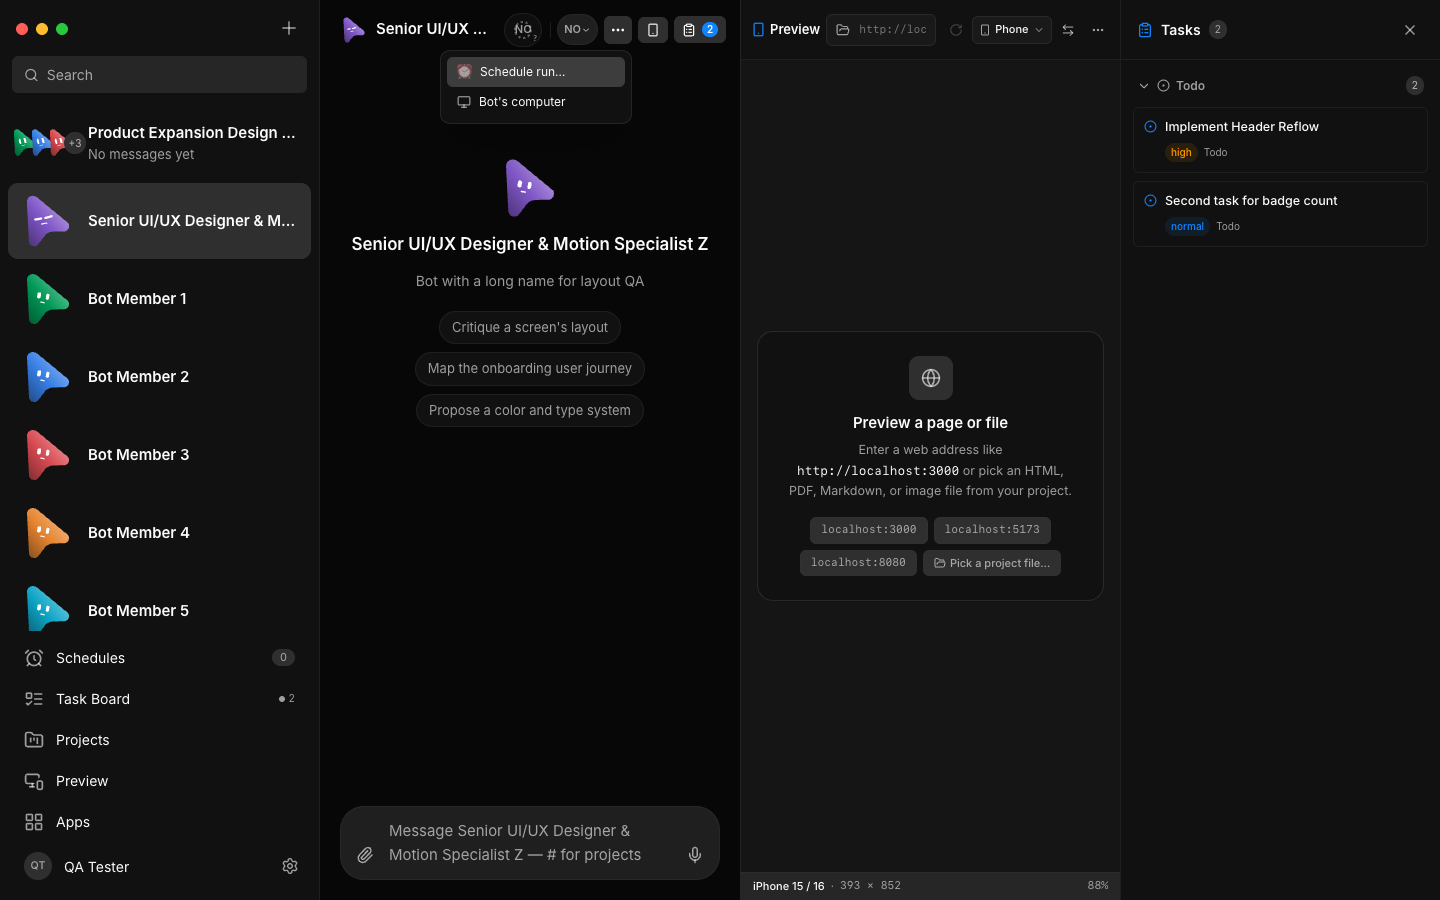 Search
Product Expansion Design ...
No messages yet
+3
Senior UI/UX Designer & M...
Bot Member 1
Bot Member 2
Bot Member 3
Bot Member 4
Bot Member 5
Schedules
0
Task Board
2
Projects
Preview
Apps
QT
QA Tester
Senior UI/UX ...
NO
?
NO
2
Schedule run...
Bot's computer
Senior UI/UX Designer & Motion Specialist Z
Bot with a long name for layout QA
Critique a screen's layout
Map the onboarding user journey
Propose a color and type system
Message Senior UI/UX Designer &
Motion Specialist Z — # for projects
Preview
http://loc
Phone
Preview a page or file
Enter a web address like
http://localhost:3000 or pick an HTML,
PDF, Markdown, or image file from your project.
localhost:3000
localhost:5173
localhost:8080
Pick a project file...
iPhone 15 / 16 · 393 × 852
88%
Tasks
2
Todo
2
Implement Header Reflow
high
Todo
Second task for badge count
normal
Todo